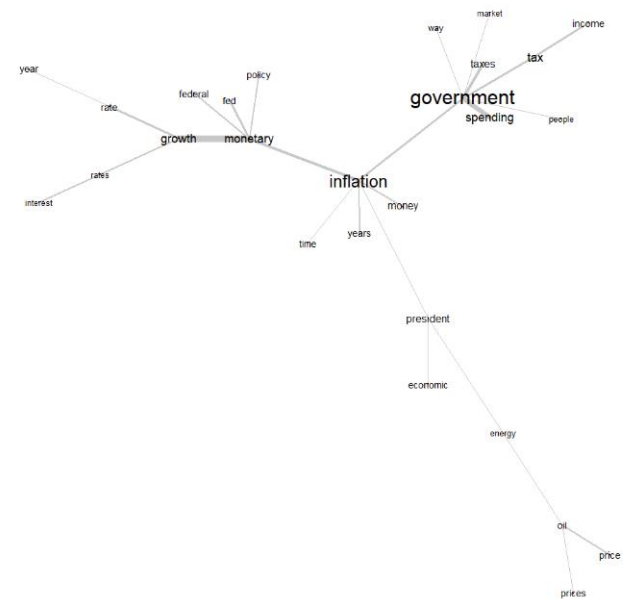 market
income
way
tax
taxes
year
policy
federal
fed
government
rate
spending
people
growth
monetary
rates
inflation
interest
money
years
time
president
economic
energy
oil
price
prices